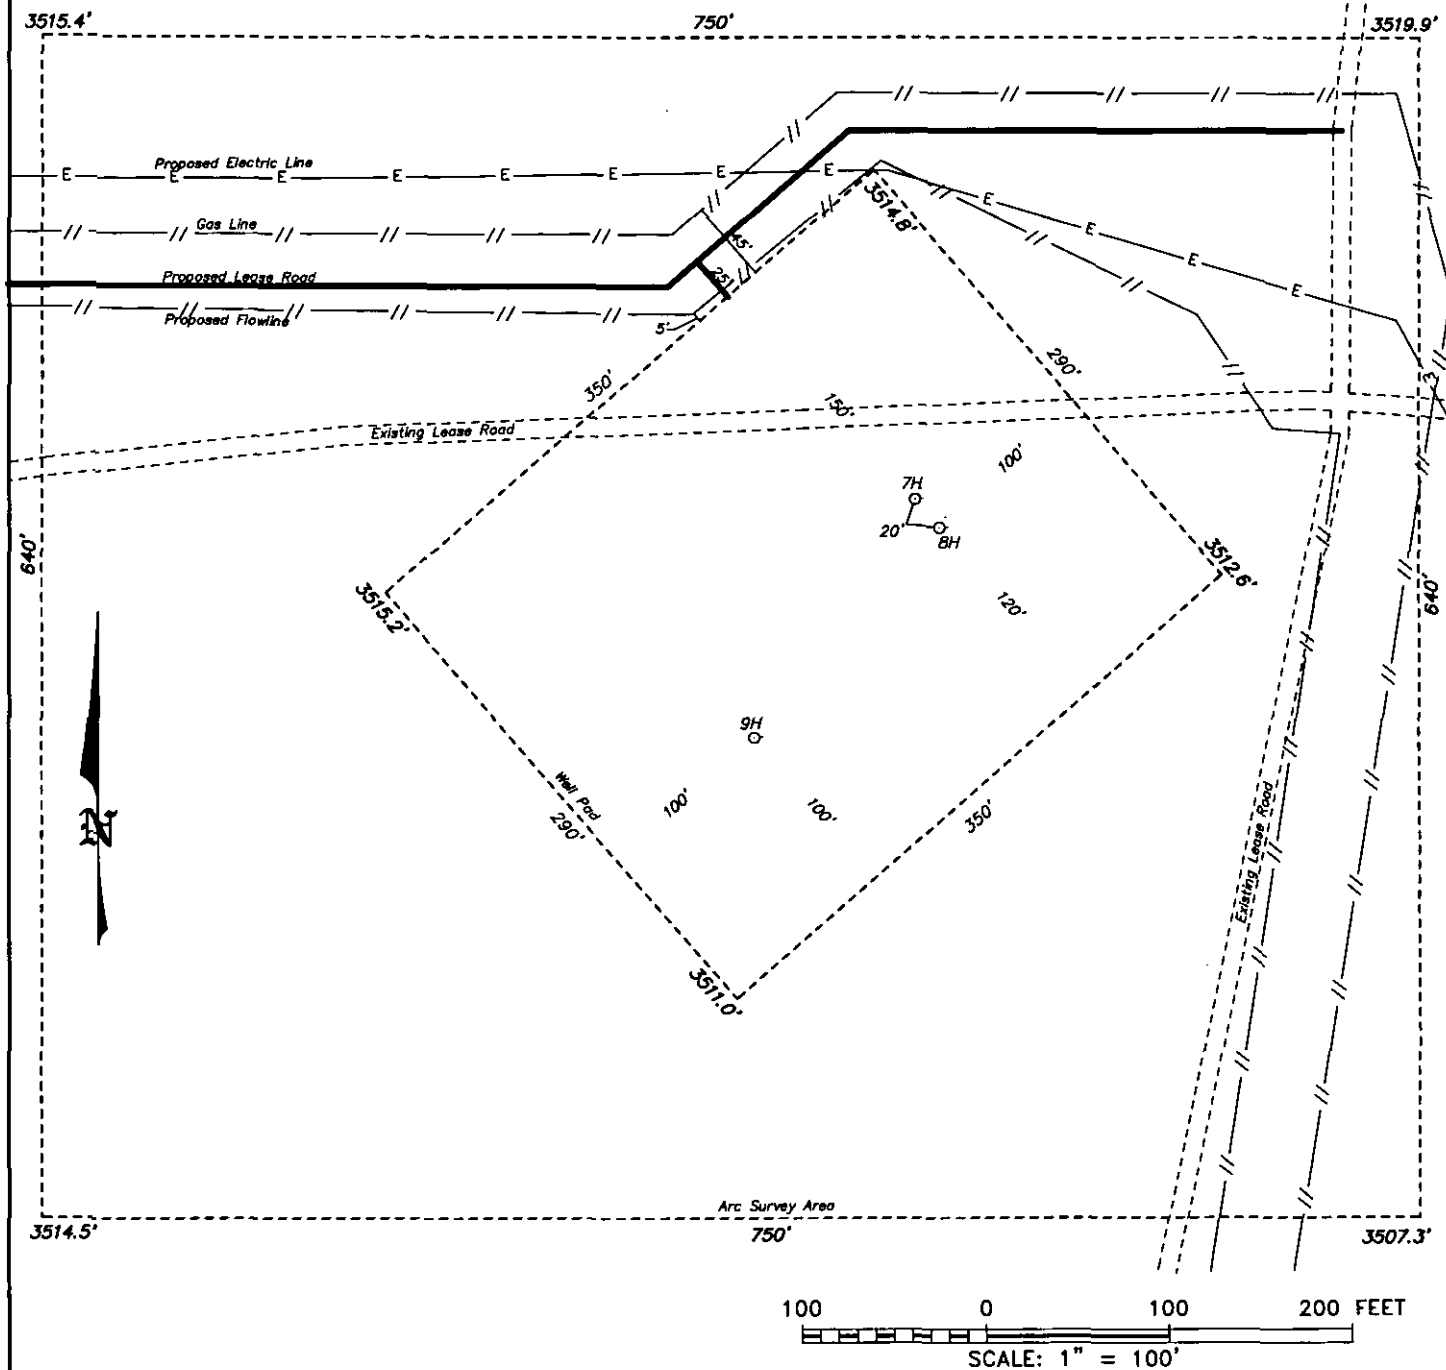 3515.4'
750'
3519.9'
Proposed Electric Line
E E E E E E E E
Gas Line
Proposed Lease Road
Proposed Flowline
45'
25'
5'
3514.8'
E E E E
350'
290'
Existing Lease Road
150'
100'
7H
20'
8H
640'
3515.2'
3512.6'
640'
120'
N
9H
Well Pad
290'
100'
100'
350'
Existing Lease Road
3511.0'
Arc Survey Area
3514.5'
750'
3507.3'
100 0 100 200 FEET
SCALE: 1" = 100'